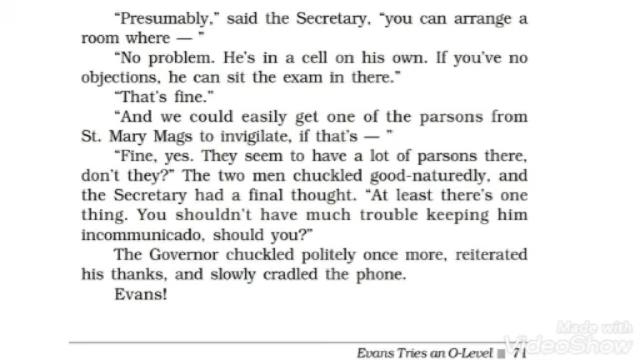 “Presumably,” said the Secretary, “you can arrange a
room where — ”
“No problem. He’s in a cell on his own. If you’ve no
objections, he can sit the exam in there.”
“That’s fine.”
“And we could easily get one of the parsons from
St. Mary Mags to invigilate, if that’s — ”
“Fine, yes. They seem to have a lot of parsons there,
don’t they?” The two men chuckled good-naturedly, and
the Secretary had a final thought. “At least there’s one
thing. You shouldn’t have much trouble keeping him
incommunicado, should you?”
The Governor chuckled politely once more, reiterated
his thanks, and slowly cradled the phone.
Evans!
Made with
Evans Tries an O-Level 71
VideoShow